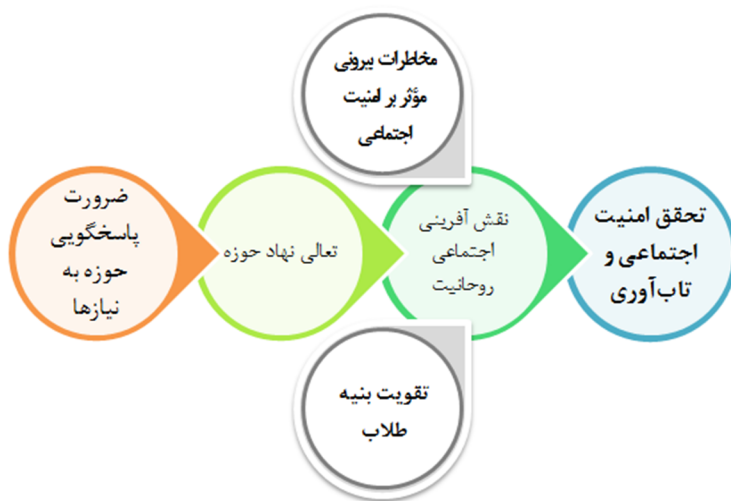 مخاطرات بیرونی
مؤثر بر امنیت
اجتماعی
ضرورت
پاسخگویی
حوزه به
نیازها
تعالی نهاد حوزه
نقش آفرینی
اجتماعی
روحانیت
تحقق امنیت
اجتماعی و
تاب‌آوری
تقویت بنیه
طلاب